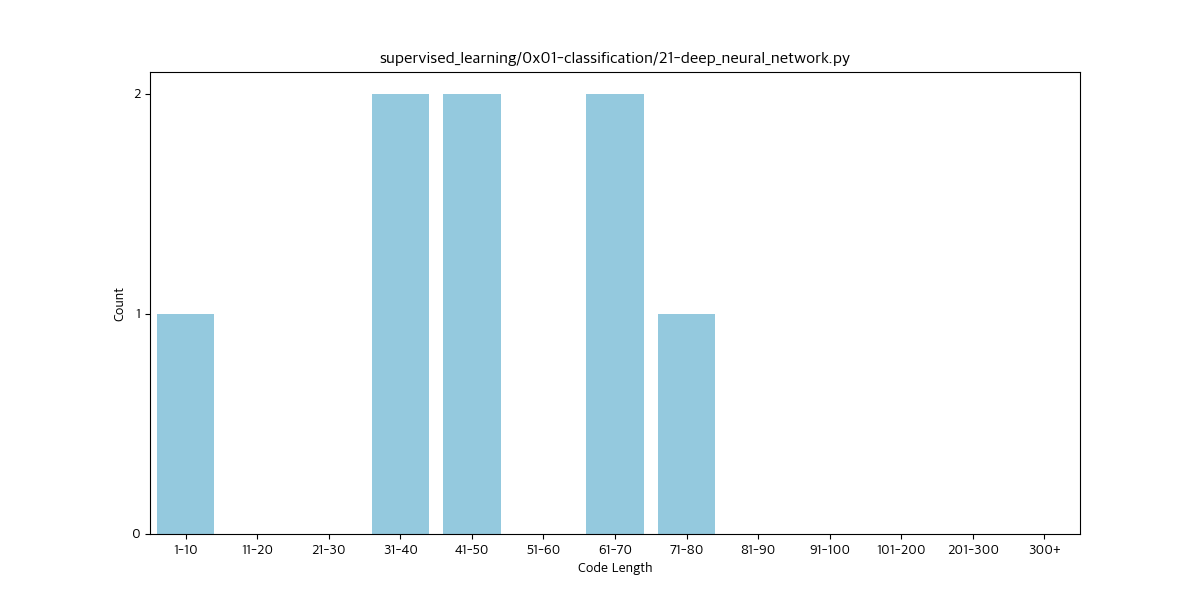 supervised_learning/0x01-classification/21-deep_neural_network.py
2
1
0
Count
1-10 11-20 21-30 31-40 41-50 51-60 61-70 71-80 81-90 91-100 101-200 201-300 300+
Code Length